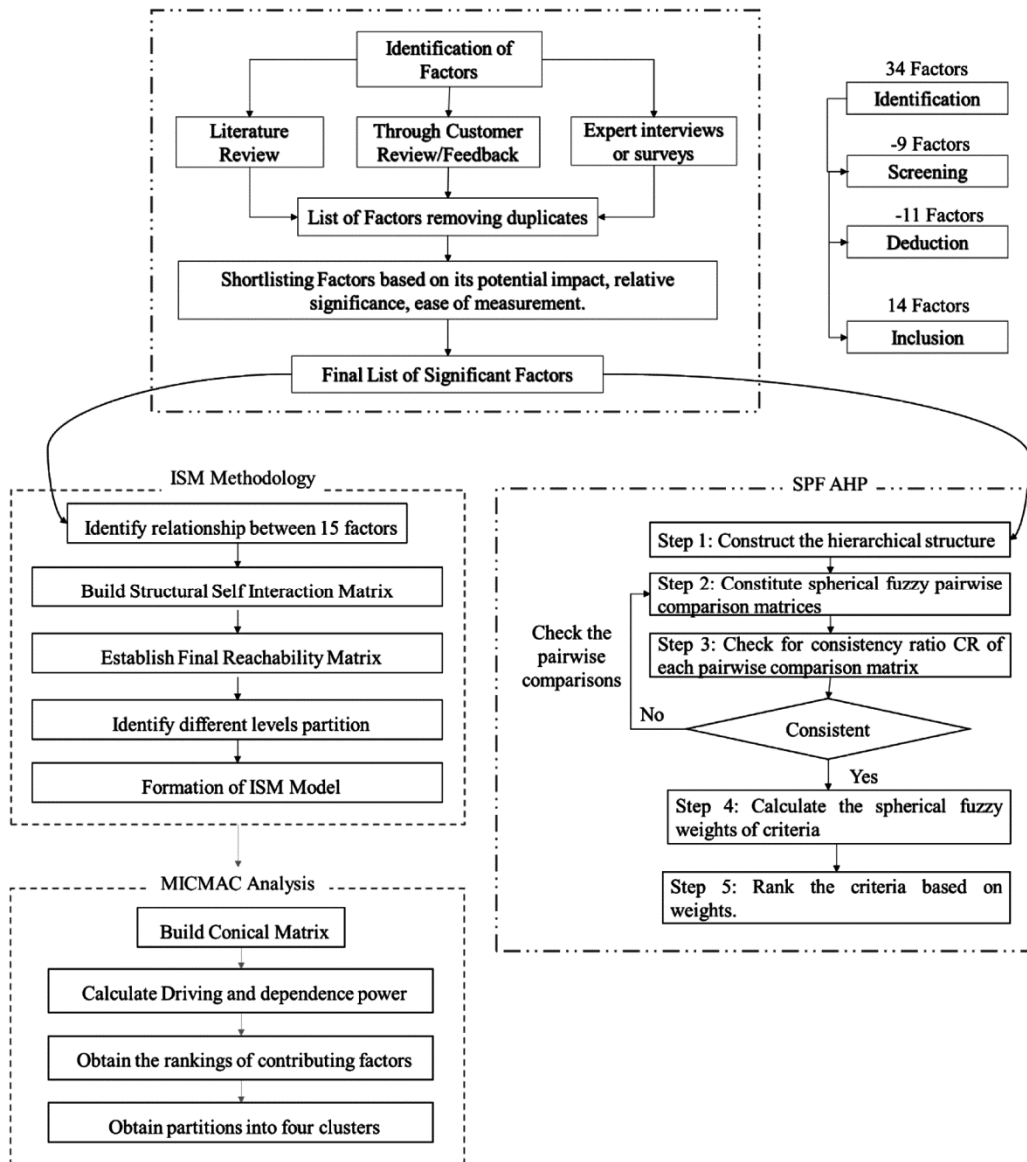 Identification of
Factors
Literature
Review
Through Customer
Review/Feedback
Expert interviews
or surveys
List of Factors removing duplicates
Shortlisting Factors based on its potential impact, relative
significance, ease of measurement.
Final List of Significant Factors
34 Factors
Identification
-9 Factors
Screening
-11 Factors
Deduction
14 Factors
Inclusion
ISM Methodology
Identify relationship between 15 factors
Build Structural Self Interaction Matrix
Establish Final Reachability Matrix
Identify different levels partition
Formation of ISM Model
MICMAC Analysis
Build Conical Matrix
Calculate Driving and dependence power
Obtain the rankings of contributing factors
Obtain partitions into four clusters
SPF AHP
Step 1: Construct the hierarchical structure
Step 2: Constitute spherical fuzzy pairwise
comparison matrices
Step 3: Check for consistency ratio CR of
each pairwise comparison matrix
Check the
pairwise
comparisons
No
Consistent
Yes
Step 4: Calculate the spherical fuzzy
weights of criteria
Step 5: Rank the criteria based on
weights.